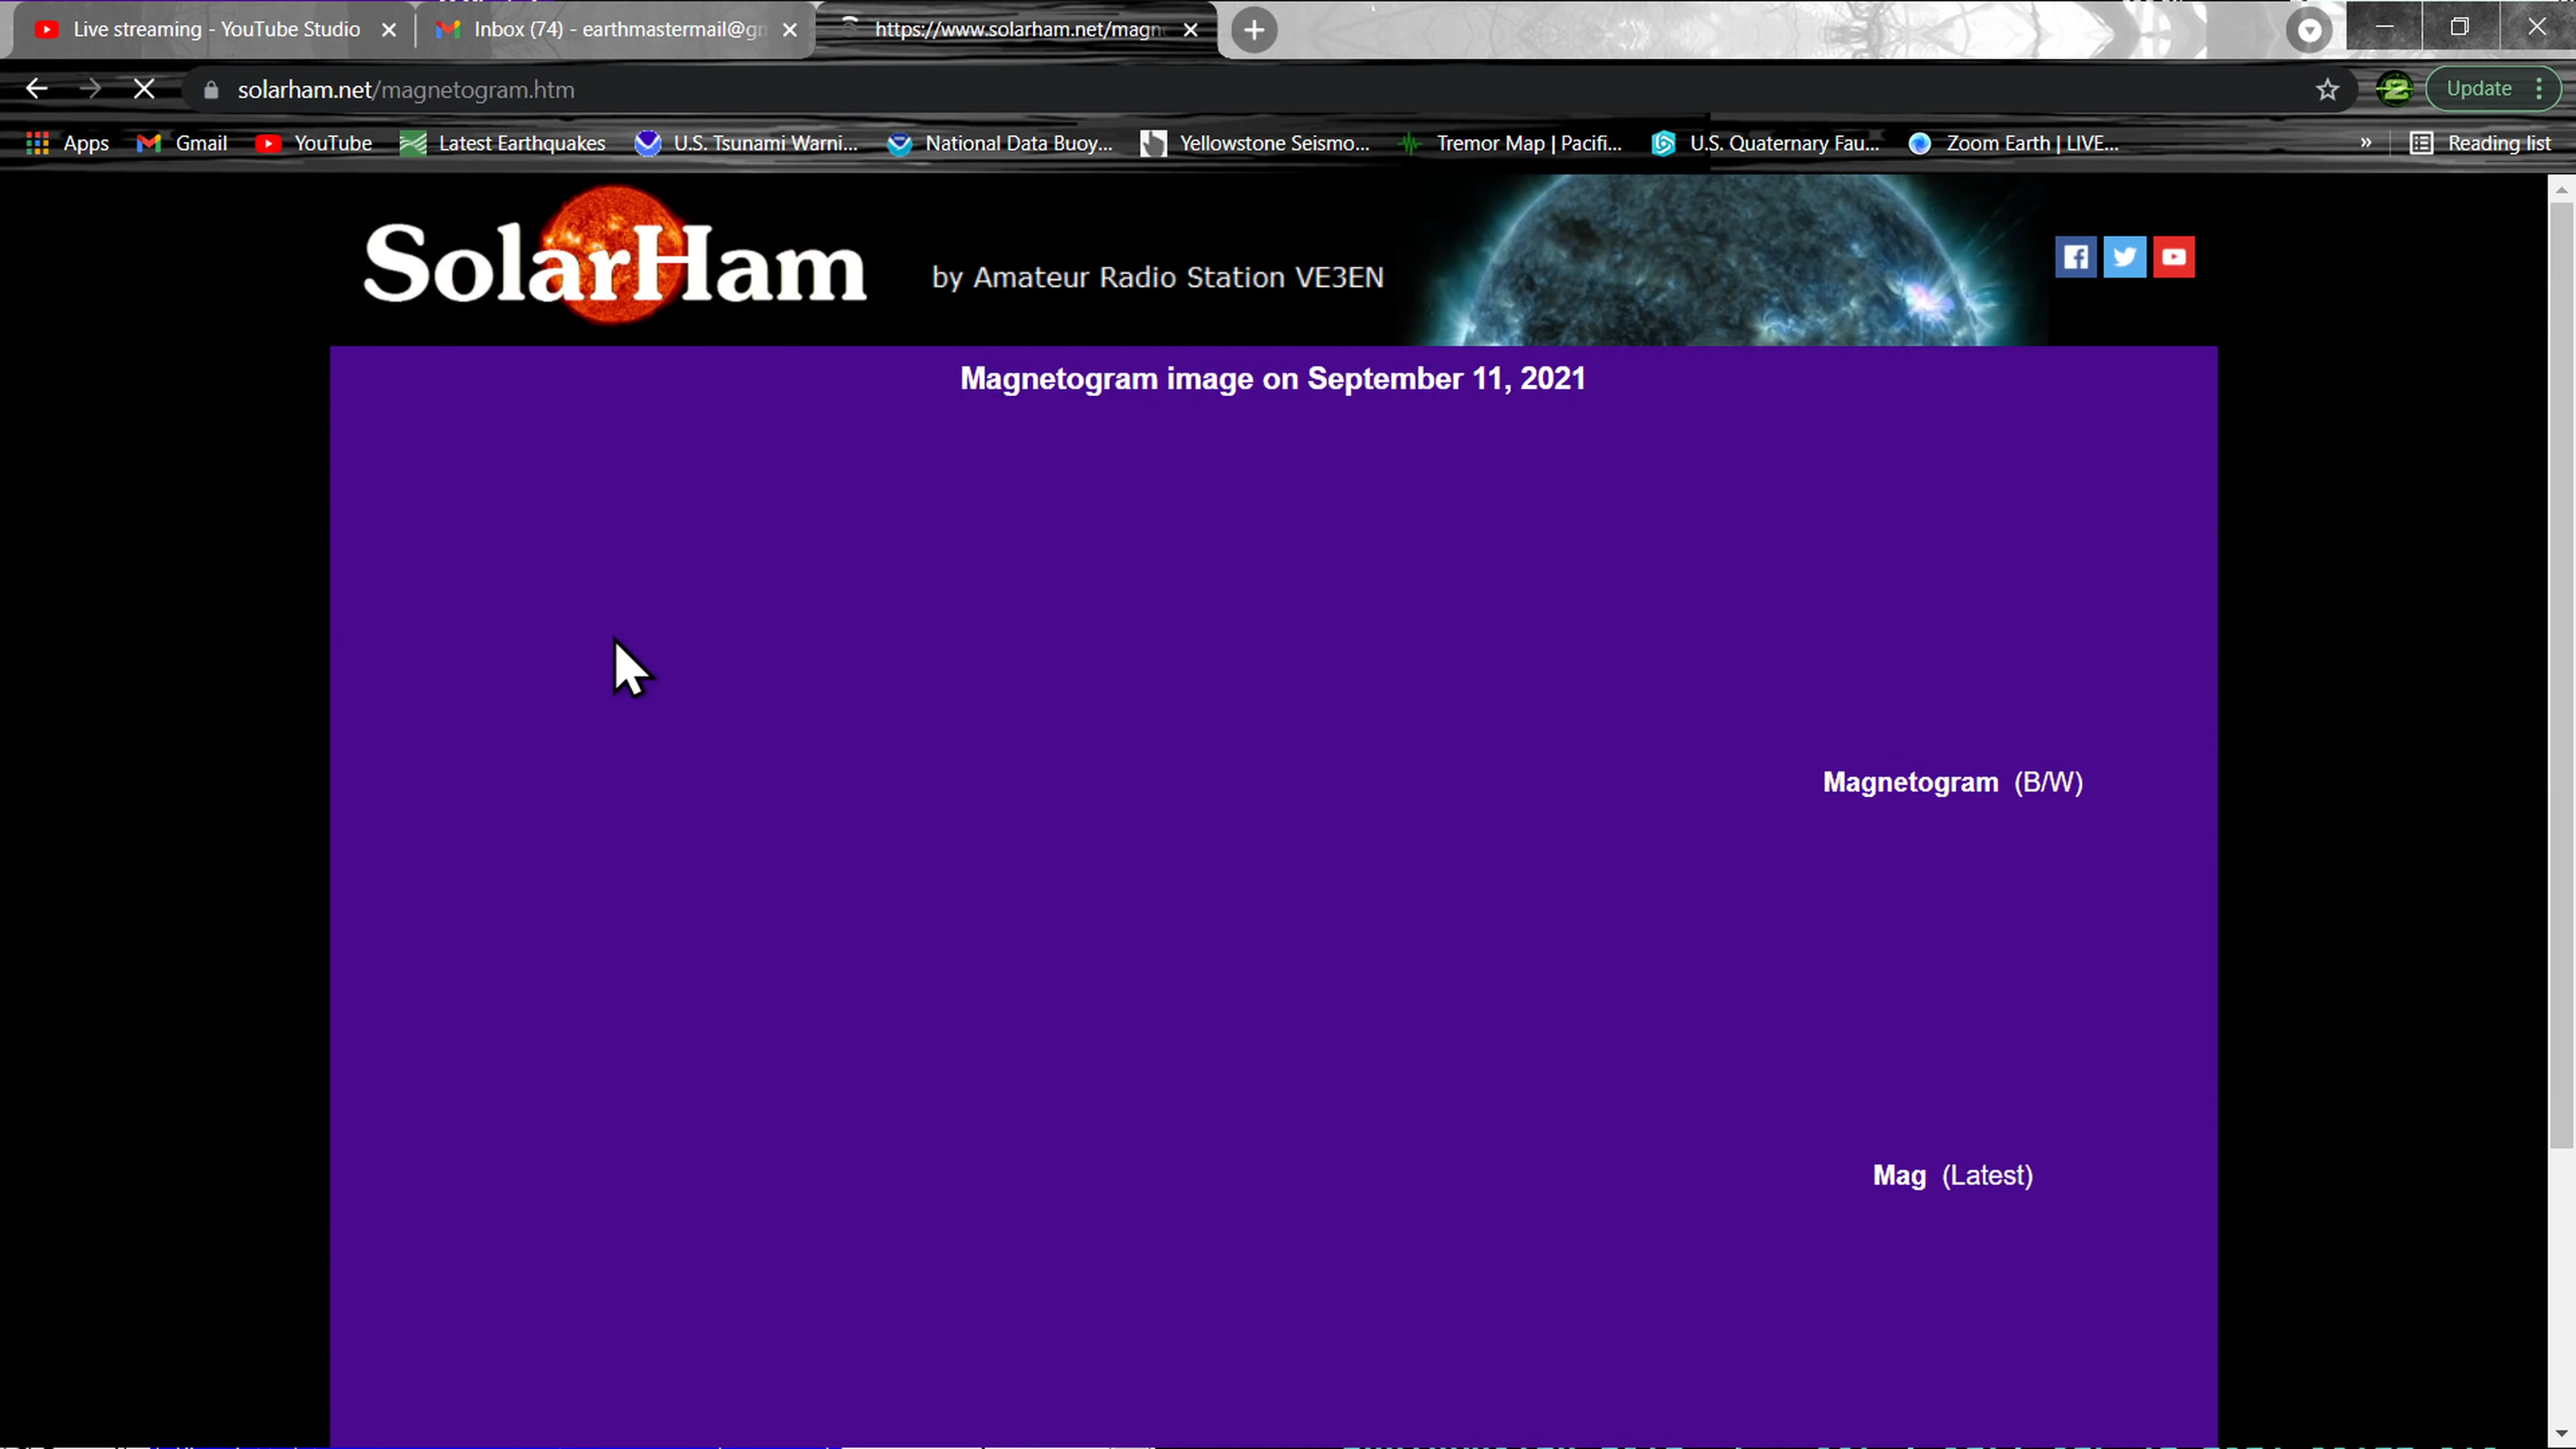 Live streaming - YouTube Studio
Inbox (74) - earthmastermail@gm
https://www.solarham.net/magn
solarham.net/magnetogram.htm
Update
Apps
Gmail
YouTube
Latest Earthquakes
U.S. Tsunami Warni...
National Data Buoy...
Yellowstone Seismo...
Tremor Map | Pacifi...
U.S. Quaternary Fau...
Zoom Earth | LIVE...
»
Reading list
SolarHam
by Amateur Radio Station VE3EN
Magnetogram image on September 11, 2021
Magnetogram (B/W)
Mag (Latest)